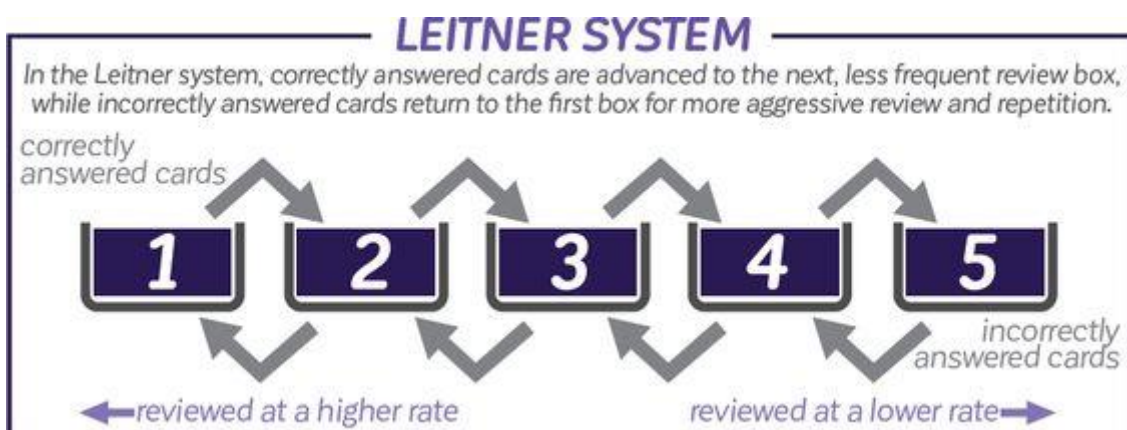 LEITNER SYSTEM
In the Leitner system, correctly answered cards are advanced to the next, less frequent review box,
while incorrectly answered cards return to the first box for more aggressive review and repetition.
correctly
answered cards
1 2 3 4 5
incorrectly
answered cards
reviewed at a higher rate
reviewed at a lower rate